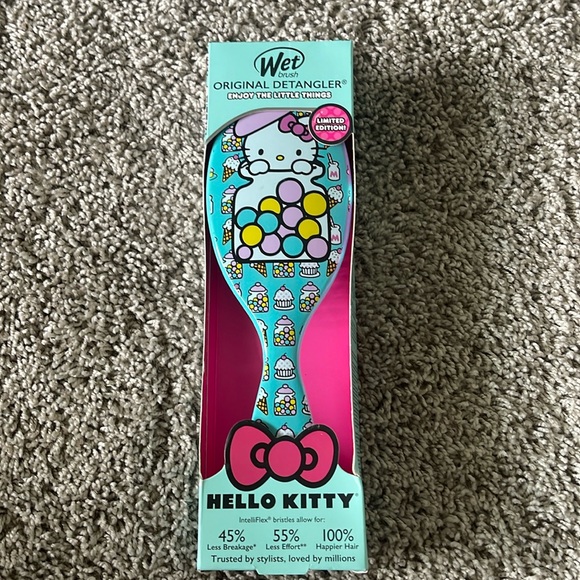 Wet
brush
ORIGINAL DETANGLER®
ENJOY THE LITTLE THINGS
LIMITED
EDITION!
M
M
HELLO KITTY®
IntelliFlex® bristles allow for:
45% 55% 100%
Less Breakage* Less Effort** Happier Hair
Trusted by stylists, loved by millions